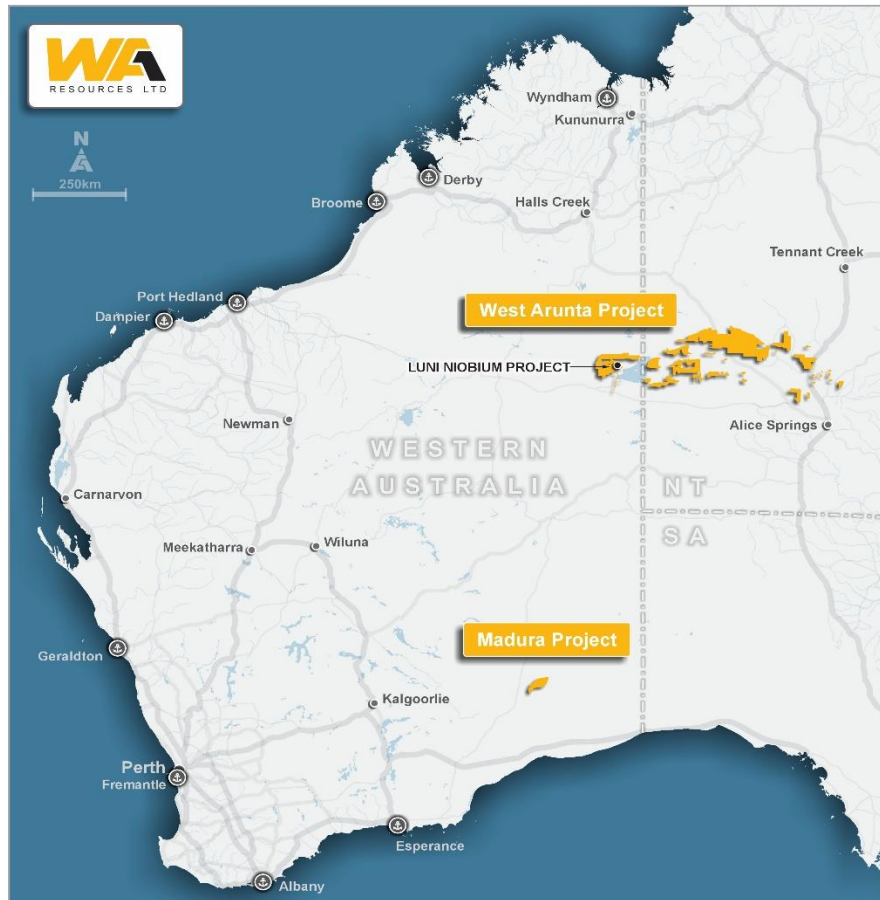 WA1
RESOURCES LTD
N
250km
Wyndham
Kununurra
Derby
Broome
Halls Creek
Tennant Creek
Port Hedland
Dampier
West Arunta Project
LUNI NIOBIUM PROJECT
Newman
Alice Springs
WESTERN
AUSTRALIA
NT
SA
Carnarvon
Meekatharra
Wiluna
Madura Project
Geraldton
Kalgoorlie
Perth
Fremantle
Esperance
Albany